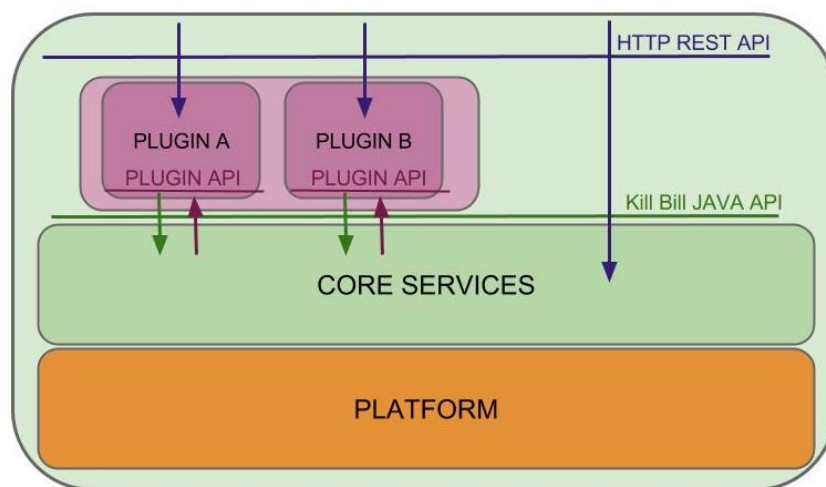 HTTP REST API
PLUGIN A
PLUGIN B
PLUGIN API
PLUGIN API
Kill Bill JAVA API
CORE SERVICES
PLATFORM